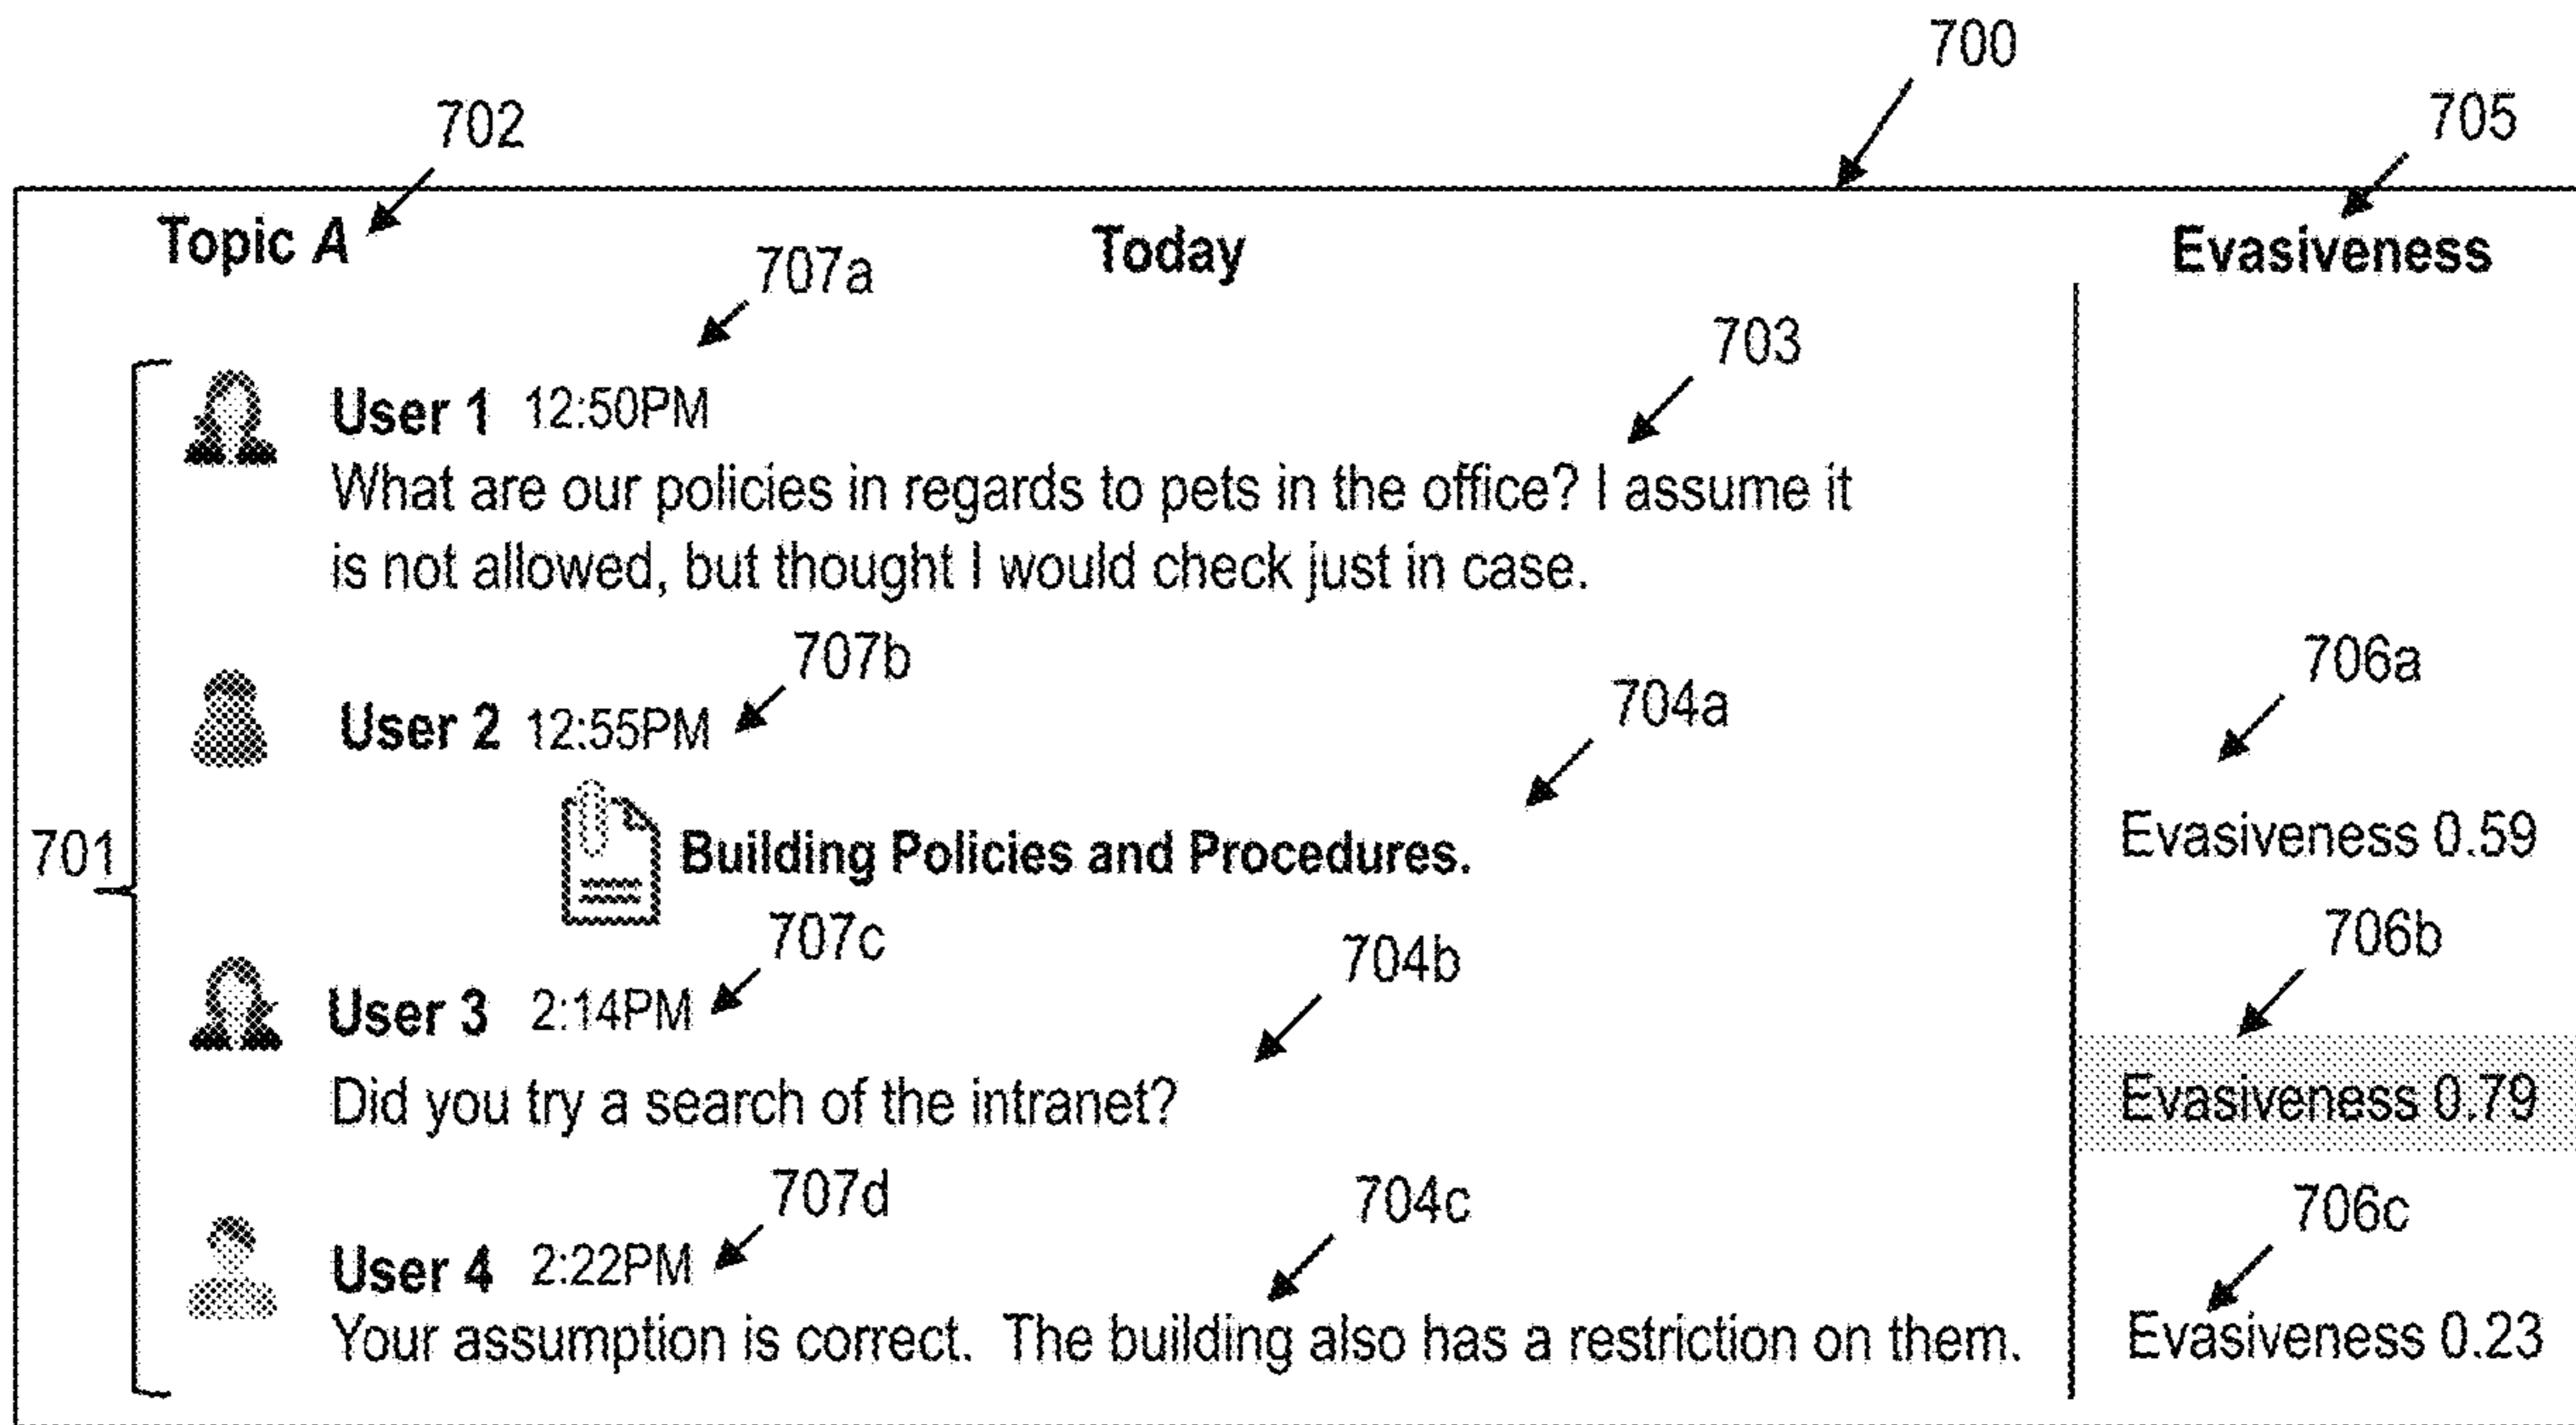 700
702
705
Topic A
Today
Evasiveness
707a
703
User 1 12:50PM
What are our policies in regards to pets in the office? I assume it
is not allowed, but thought I would check just in case.
707b
706a
704a
User 2 12:55PM
701
Building Policies and Procedures.
Evasiveness 0.59
707c
704b
706b
User 3 2:14PM
Did you try a search of the intranet?
Evasiveness 0.79
707d
704c
706c
User 4 2:22PM
Your assumption is correct. The building also has a restriction on them.
Evasiveness 0.23